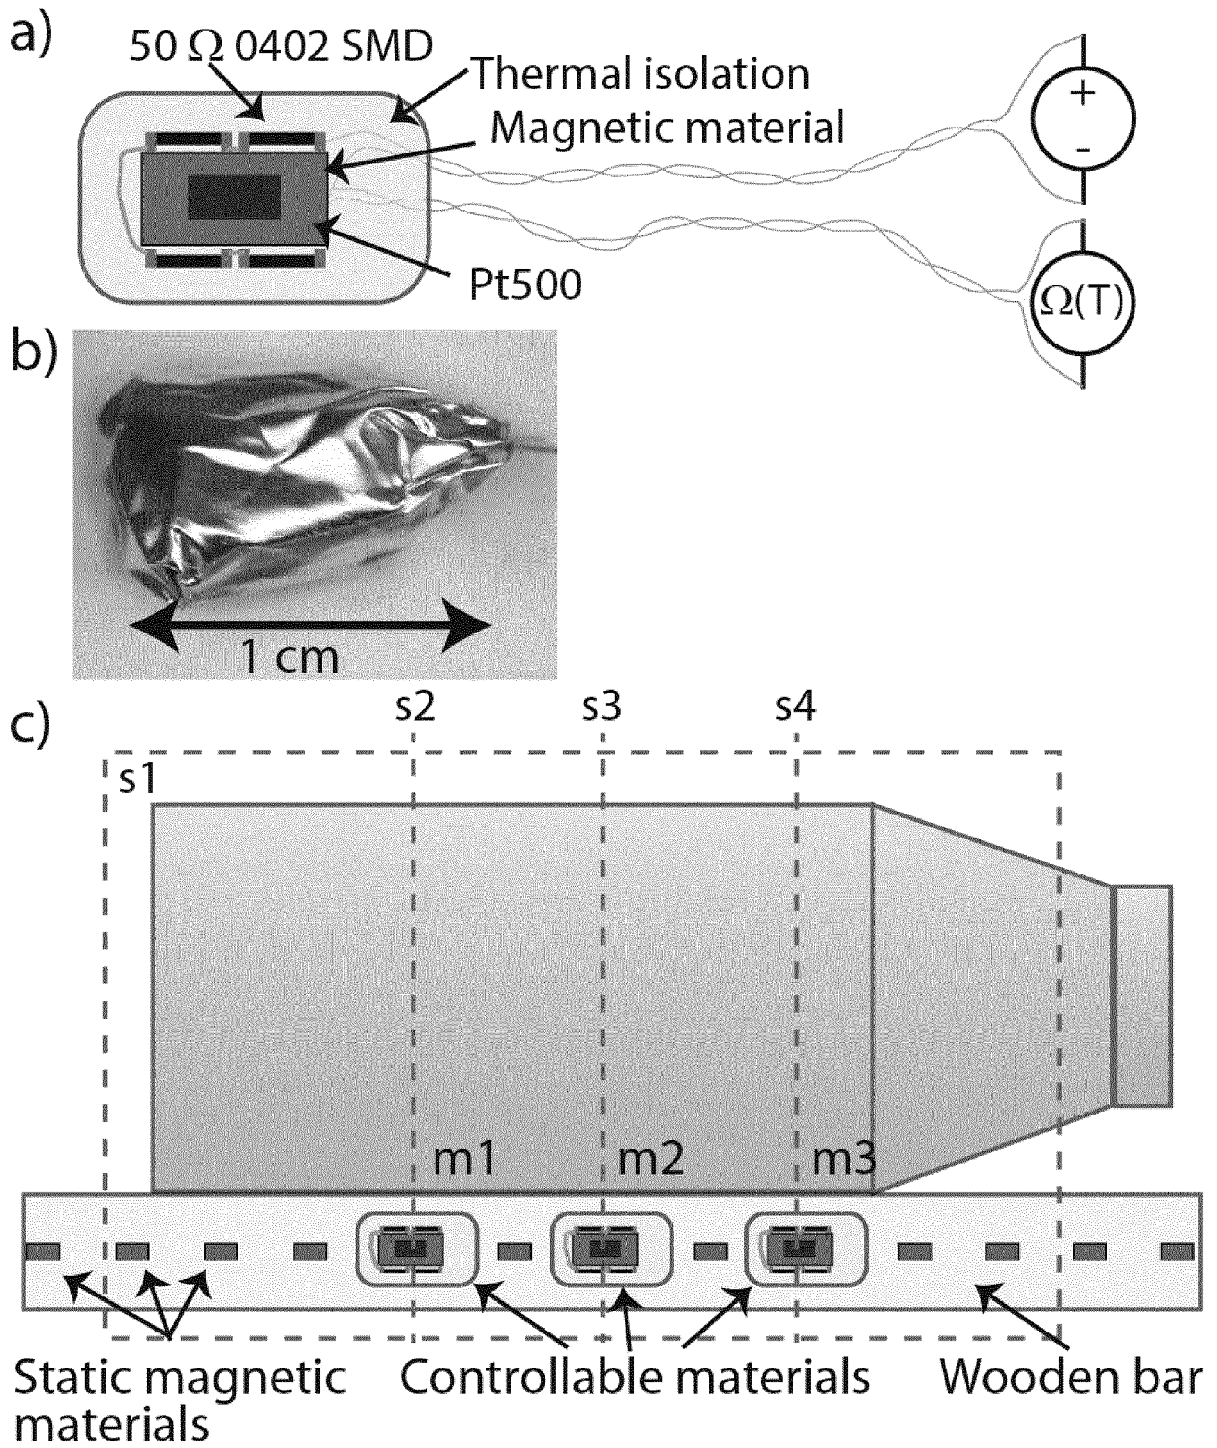 a)
50 Ω 0402 SMD
Thermal isolation
Magnetic material
+
-
Pt500
Ω(T)
b)
1 cm
c)
s2
s3
s4
s1
m1
m2
m3
Static magnetic
materials
Controllable materials
Wooden bar